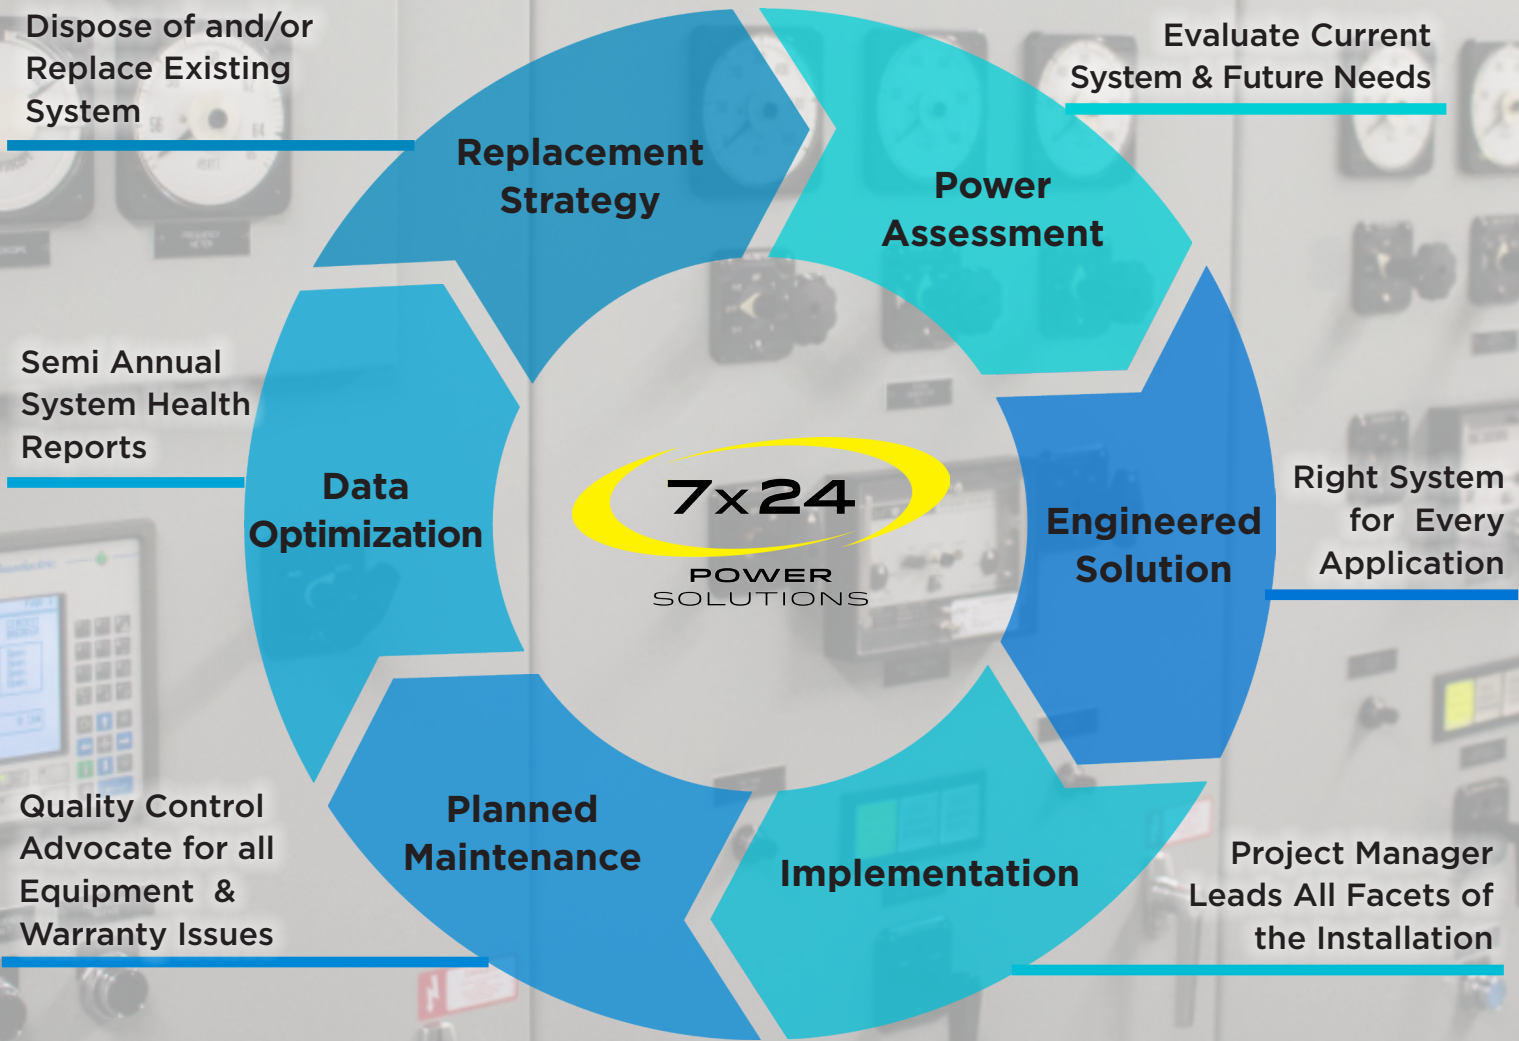 Dispose of and/or
Replace Existing
System
Evaluate Current
System & Future Needs
Replacement
Strategy
Power
Assessment
Semi Annual
System Health
Reports
Data
Optimization
7x24
POWER
SOLUTIONS
Engineered
Solution
Right System
for Every
Application
Quality Control
Advocate for all
Equipment &
Warranty Issues
Planned
Maintenance
Implementation
Project Manager
Leads All Facets of
the Installation